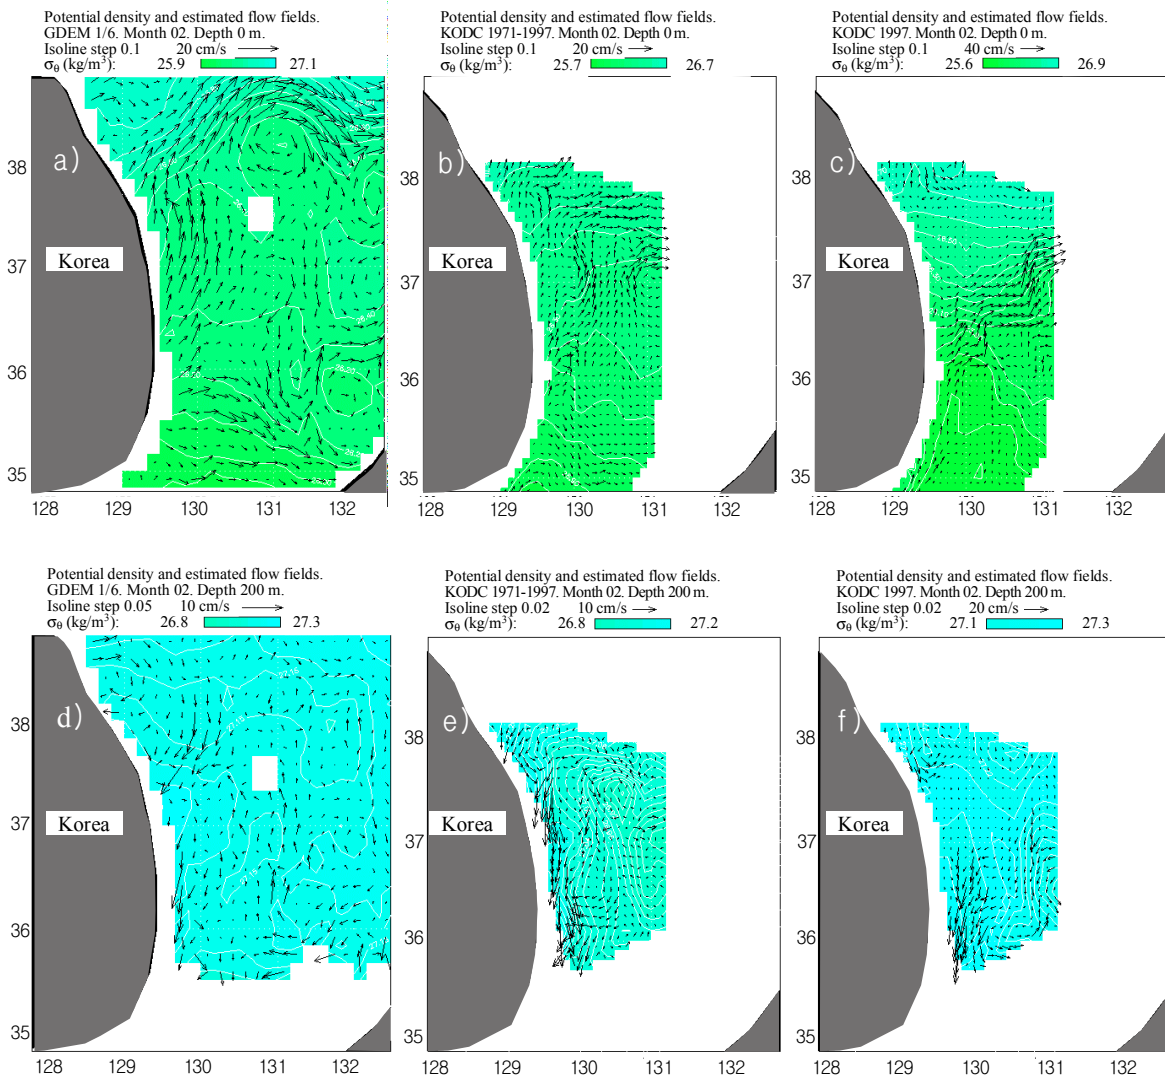 Potential density and estimated flow fields.
GDEM 1/6. Month 02. Depth 0 m.
Isoline step 0.1 20 cm/s
σθ (kg/m³): 25.9 27.1
a)
Korea
38
37
36
35
128 129 130 131 132
Potential density and estimated flow fields.
KODC 1971-1997. Month 02. Depth 0 m.
Isoline step 0.1 20 cm/s
σθ (kg/m³): 25.7 26.7
b)
Korea
38
37
36
35
128 129 130 131 132
Potential density and estimated flow fields.
KODC 1997. Month 02. Depth 0 m.
Isoline step 0.1 40 cm/s
σθ (kg/m³): 25.6 26.9
c)
Korea
38
37
36
35
128 129 130 131 132
Potential density and estimated flow fields.
GDEM 1/6. Month 02. Depth 200 m.
Isoline step 0.05 10 cm/s
σθ (kg/m³): 26.8 27.3
d)
27.15
27.15
27.15
Korea
38
37
36
35
128 129 130 131 132
Potential density and estimated flow fields.
KODC 1971-1997. Month 02. Depth 200 m.
Isoline step 0.02 10 cm/s
σθ (kg/m³): 26.8 27.2
e)
Korea
38
37
36
35
128 129 130 131 132
Potential density and estimated flow fields.
KODC 1997. Month 02. Depth 200 m.
Isoline step 0.02 20 cm/s
σθ (kg/m³): 27.1 27.3
f)
Korea
38
37
36
35
128 129 130 131 132